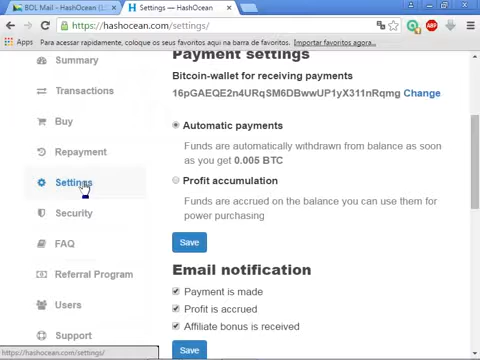 BOL Mail - HashOcean (1
Settings — HashOcean
https://hashocean.com/settings/
Apps
Para acessar rapidamente, coloque os seus favoritos aqui na barra de favoritos.
Importar favoritos agora...
Summary
Transactions
Buy
Repayment
Settings
Security
FAQ
Referral Program
Users
Support
https://hashocean.com/settings/
Payment settings
Bitcoin-wallet for receiving payments
16pGAEQE2n4URqSM6DBwwUP1yX311nRqmg Change
Automatic payments
Funds are automatically withdrawn from balance as soon
as you get 0.005 BTC
Profit accumulation
Funds are accrued on the balance you can use them for
power purchasing
Save
Email notification
Payment is made
Profit is accrued
Affiliate bonus is received
Save